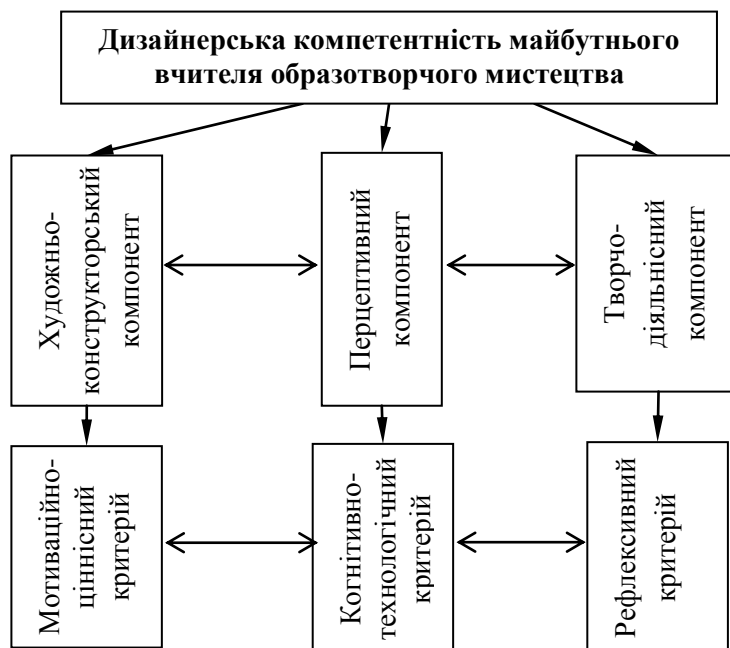 Дизайнерська компетентність майбутнього
вчителя образотворчого мистецтва
Художньо-
конструкторський
компонент
Перцептивний
компонент
Творчо-
діяльнісний
компонент
Мотиваційно-
ціннісний
критерій
Когнітивно-
технологічний
критерій
Рефлексивний
критерій